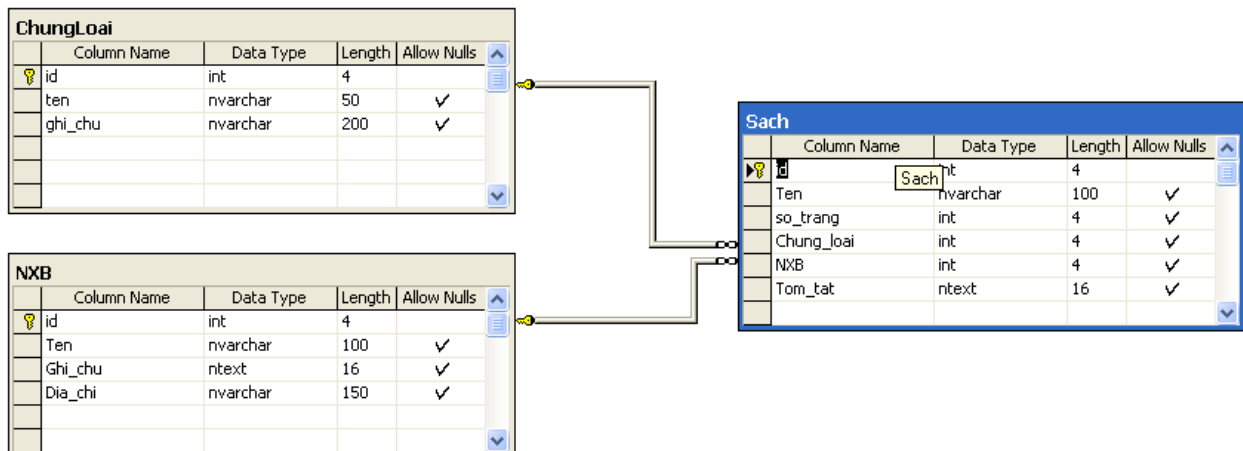 ChungLoai
Column Name Data Type Length Allow Nulls
id int 4
ten nvarchar 50
ghi_chu nvarchar 200
NXB
Column Name Data Type Length Allow Nulls
id int 4
Ten nvarchar 100
Ghi_chu ntext 16
Dia_chi nvarchar 150
Sach
Column Name Data Type Length Allow Nulls
id int 4
Sach
Ten nvarchar 100
so_trang int 4
Chung_loai int 4
NXB int 4
Tom_tat ntext 16